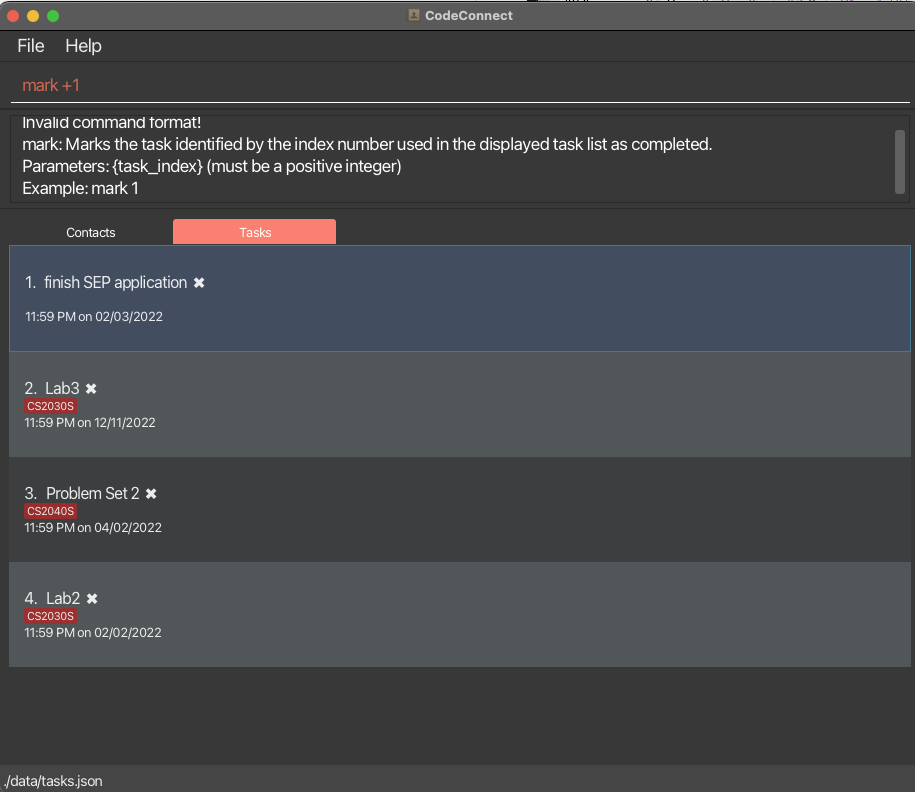 CodeConnect
File Help
mark +1
Invalid command format!
mark: Marks the task identified by the index number used in the displayed task list as completed.
Parameters: {task_index} (must be a positive integer)
Example: mark 1
Contacts Tasks
1. finish SEP application ✖
11:59 PM on 02/03/2022
2. Lab3 ✖
CS2030S
11:59 PM on 12/11/2022
3. Problem Set 2 ✖
CS2040S
11:59 PM on 04/02/2022
4. Lab2 ✖
CS2030S
11:59 PM on 02/02/2022
./data/tasks.json